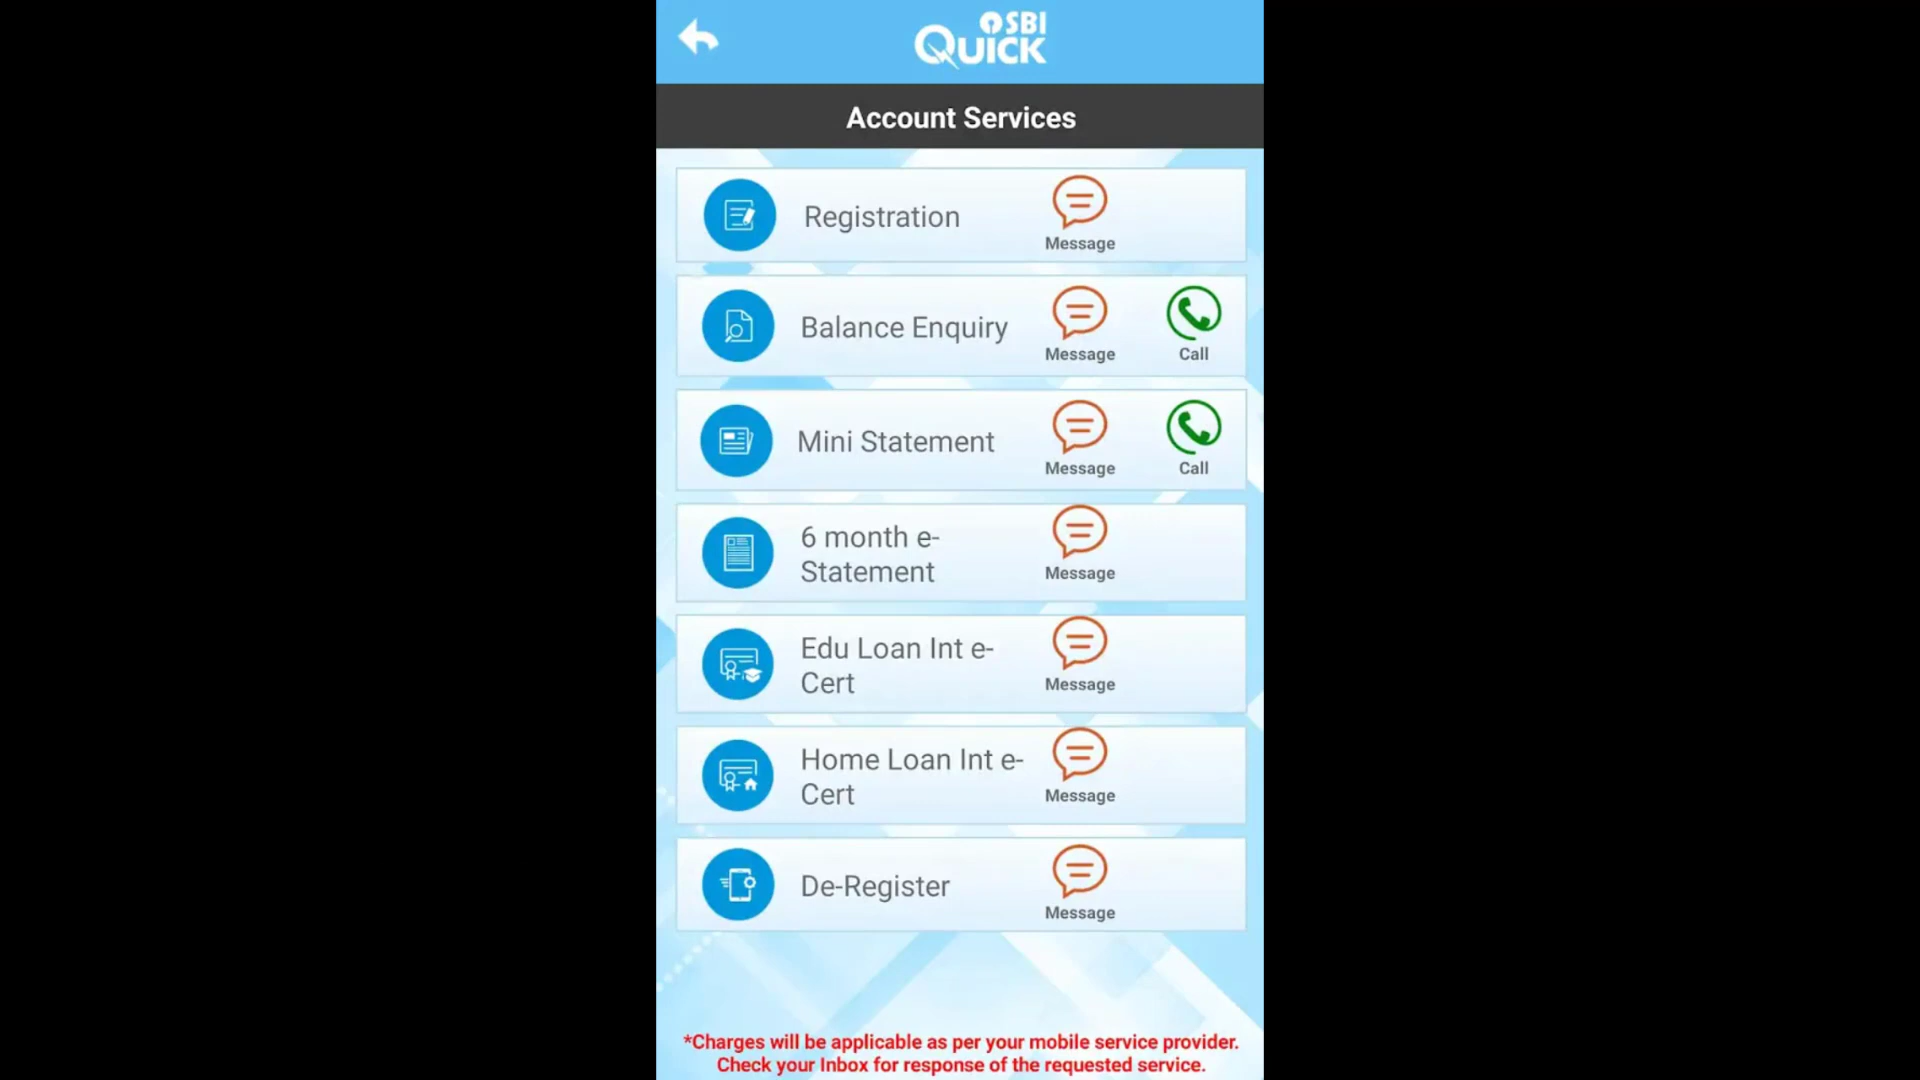 SBI
QUICK
Account Services
Registration
Message
Balance Enquiry
Message
Call
Mini Statement
Message
Call
6 month e-
Statement
Message
Edu Loan Int e-
Cert
Message
Home Loan Int e-
Cert
Message
De-Register
Message
*Charges will be applicable as per your mobile service provider.
Check your Inbox for response of the requested service.